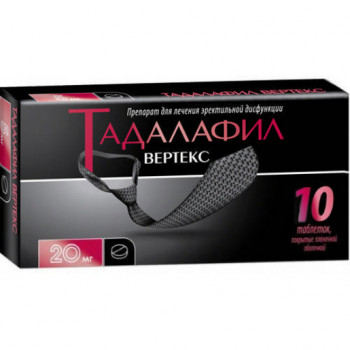 Препарат для лечения эректильной дисфункции
ТАДАЛАФИЛ
ВЕРТЕКС
10
таблеток,
покрытых пленочной
оболочкой
20 мг